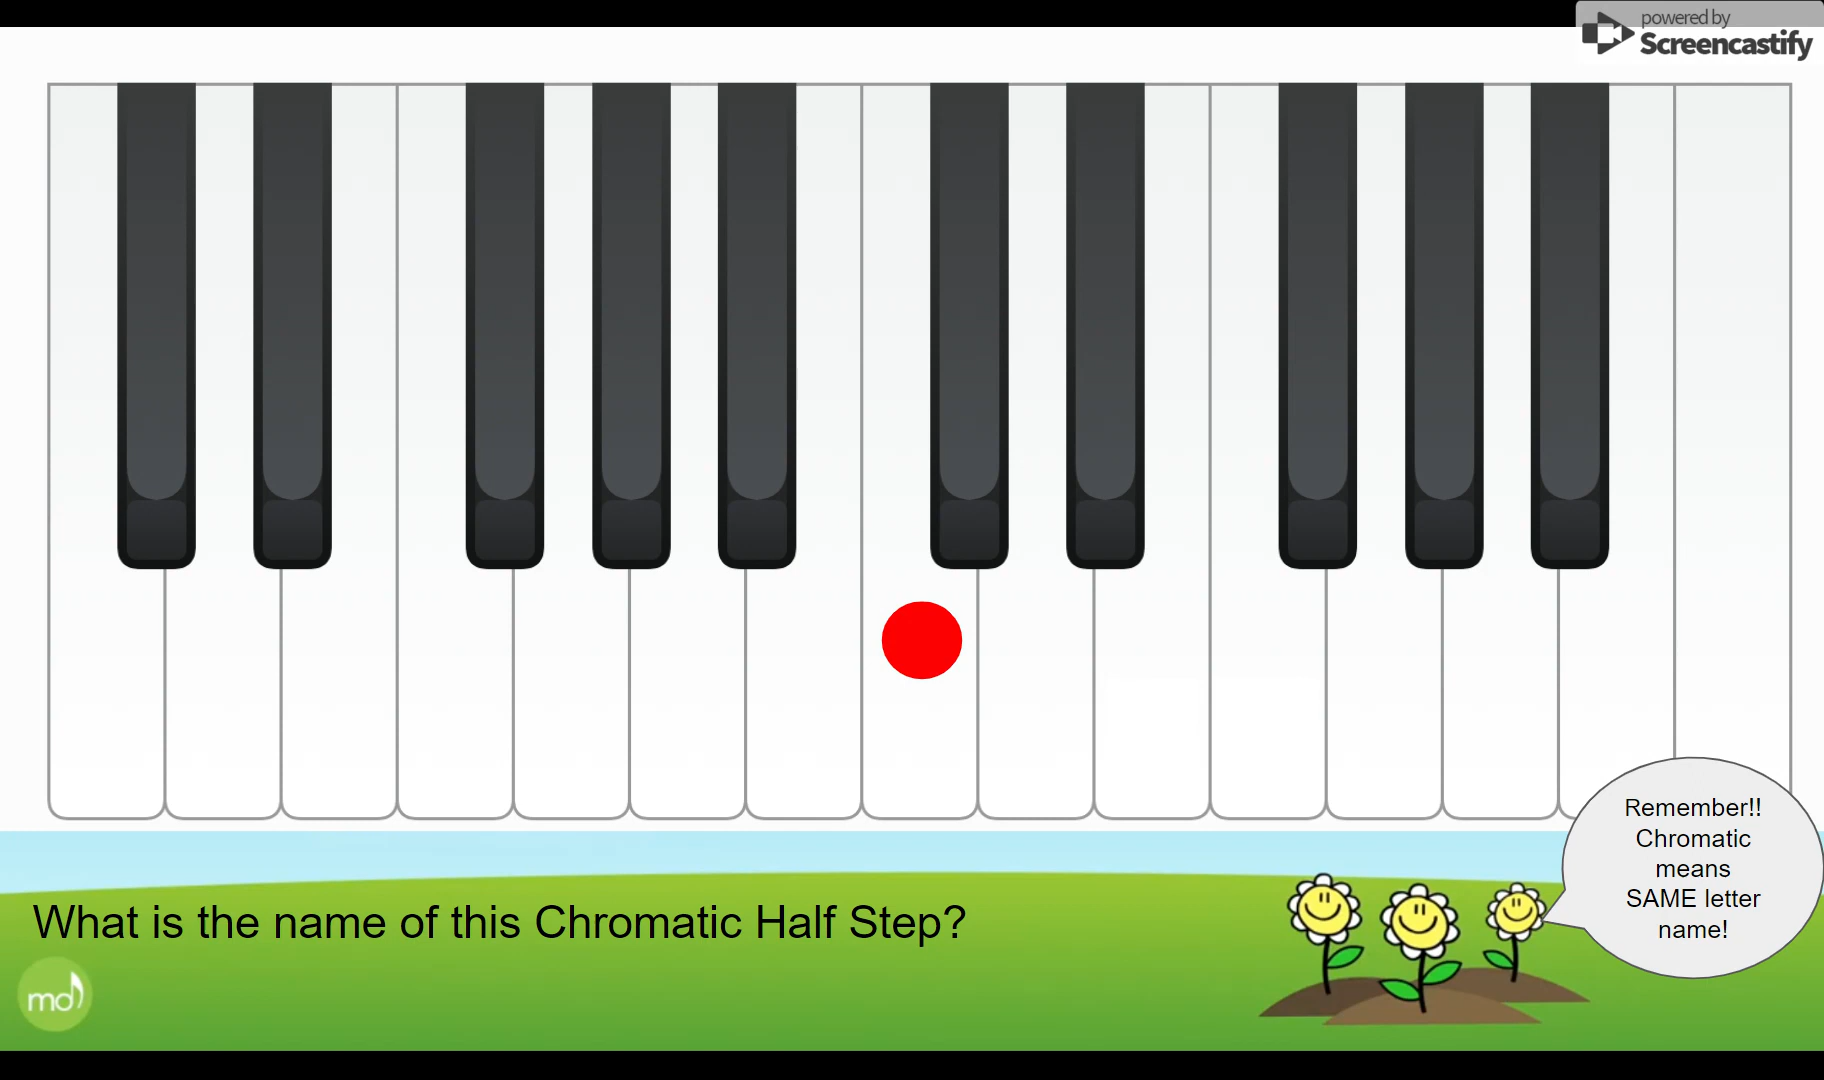 powered by
Screencastify
Remember!!
Chromatic
means
SAME letter
name!
What is the name of this Chromatic Half Step?
md